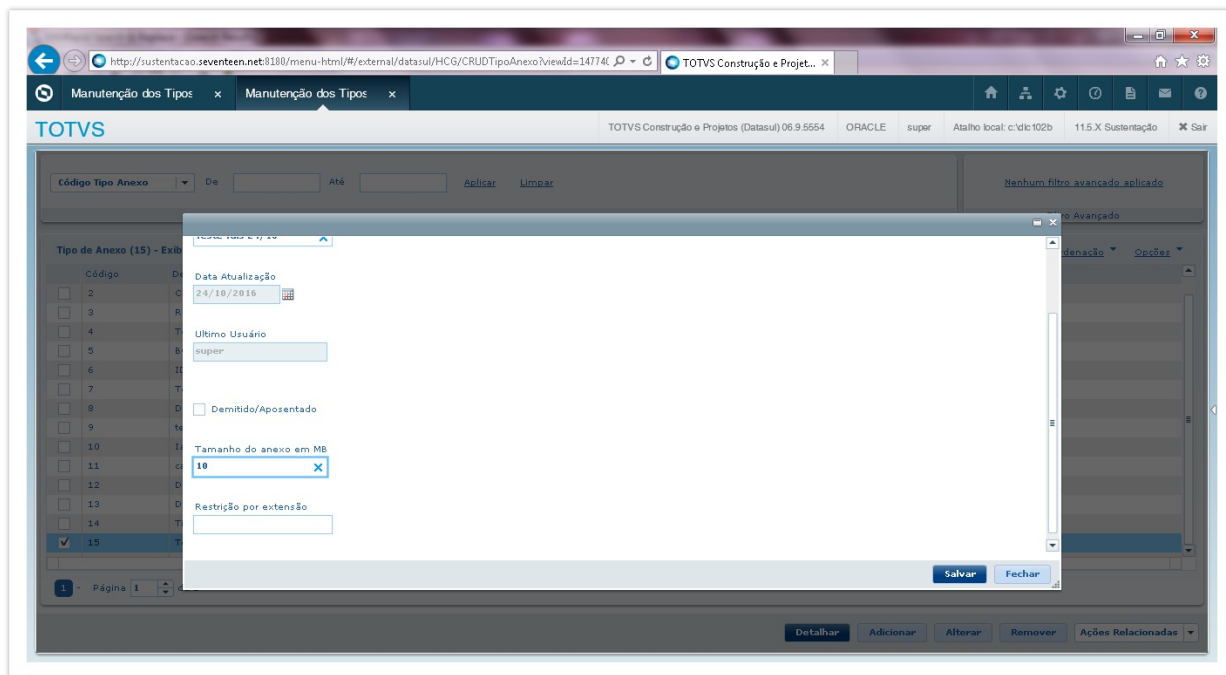 http://sustentacao.seventeen.net:8180/menu-html/#/external/datasul/HCG/CRUDTipoAnexo?viewId=14774
TOTVS Construção e Projet...
Manutenção dos Tipos x Manutenção dos Tipos x
TOTVS
TOTVS Construção e Projetos (Datasul) 06.9.5554 ORACLE super Atalho local: c:\dlc102b 11.5.X Sustentação Sair
Código Tipo Anexo De Até Aplicar Limpar Nenhum filtro avançado aplicado
Avançado
Tipo de Anexo (15) - Exib
denação Opções
Código
2
3
4
5
6
7
8
9
10
11
12
13
14
15
Data Atualização
24/10/2016
Ultimo Usuário
super
Demitido/Aposentado
Tamanho do anexo em MB
10
Restrição por extensão
Salvar Fechar
1 Página 1
Detalhar Adicionar Alterar Remover Ações Relacionadas